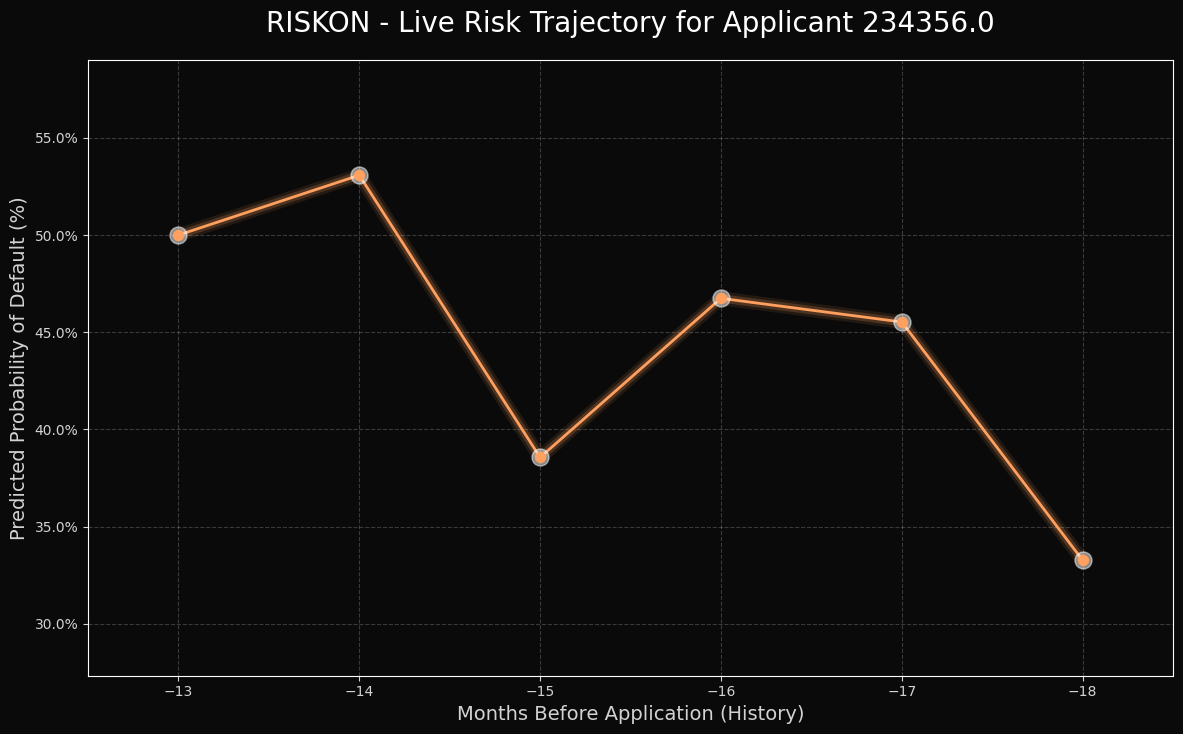 RISKON - Live Risk Trajectory for Applicant 234356.0
Predicted Probability of Default (%)
55.0%
50.0%
45.0%
40.0%
35.0%
30.0%
−13 −14 −15 −16 −17 −18
Months Before Application (History)